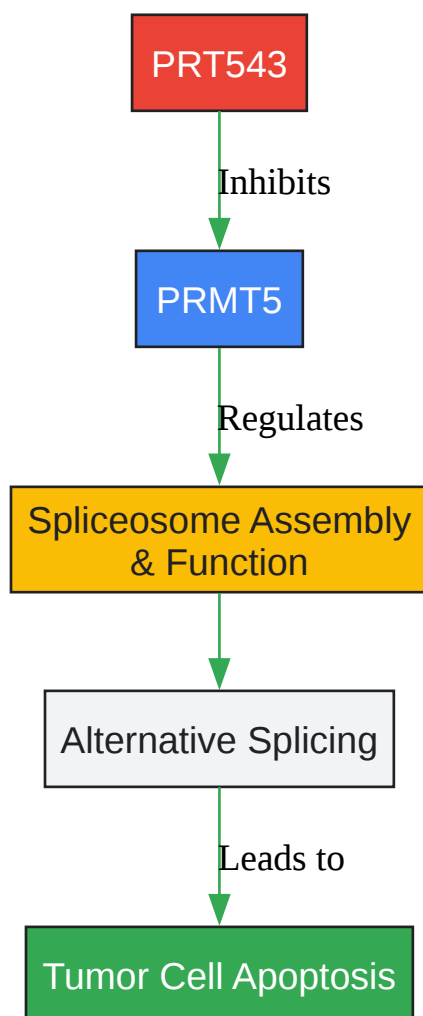 PRT543
Inhibits
PRMT5
Regulates
Spliceosome Assembly
& Function
Alternative Splicing
Leads to
Tumor Cell Apoptosis